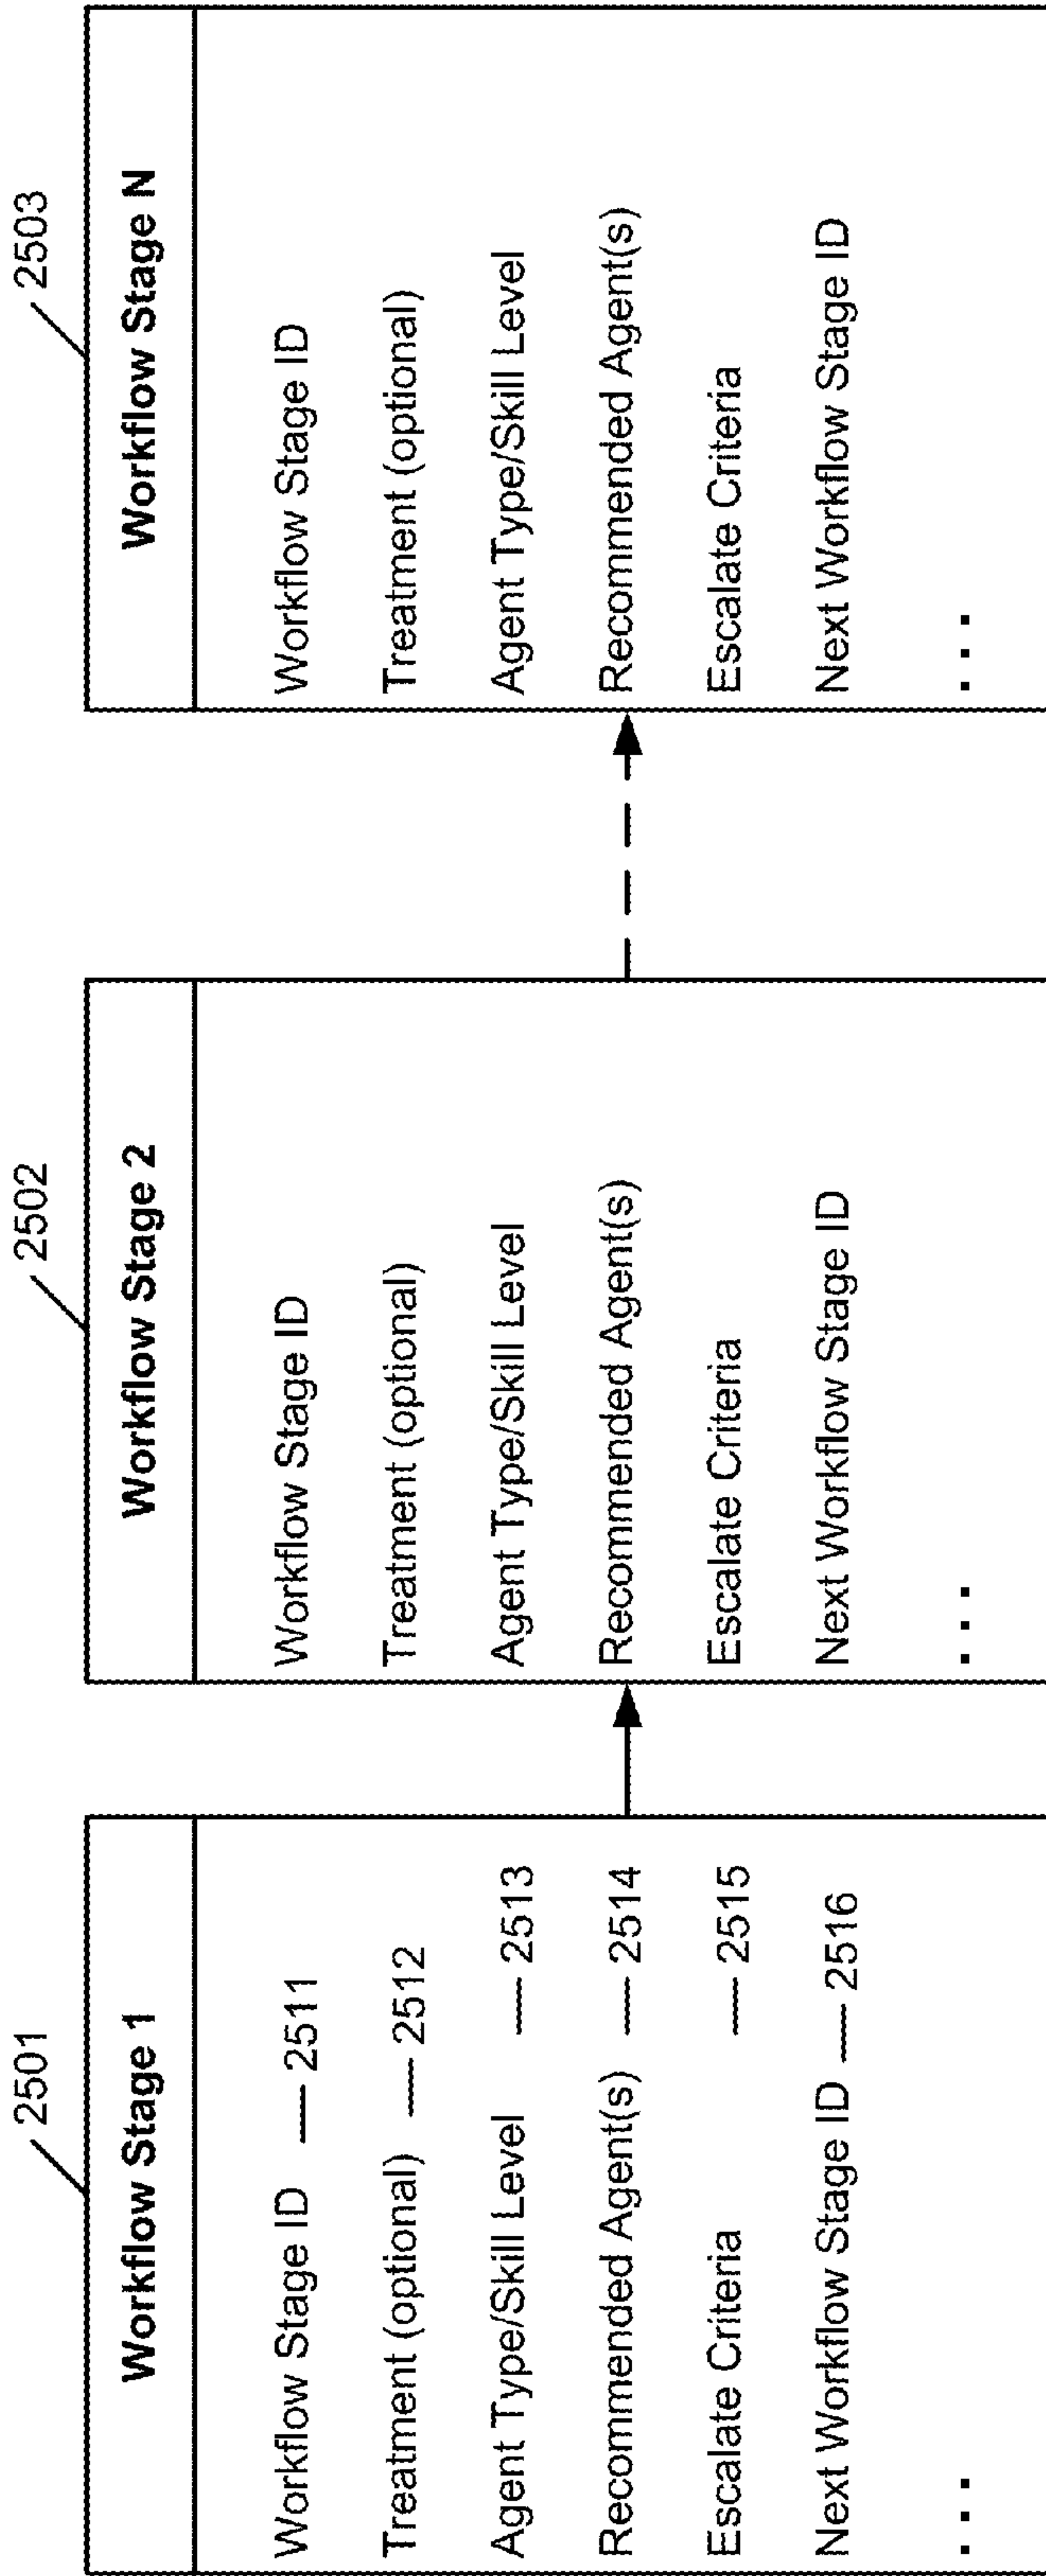 2501
Workflow Stage 1
Workflow Stage ID — 2511
Treatment (optional) — 2512
Agent Type/Skill Level — 2513
Recommended Agent(s) — 2514
Escalate Criteria — 2515
Next Workflow Stage ID — 2516
...
2502
Workflow Stage 2
Workflow Stage ID
Treatment (optional)
Agent Type/Skill Level
Recommended Agent(s)
Escalate Criteria
Next Workflow Stage ID
...
2503
Workflow Stage N
Workflow Stage ID
Treatment (optional)
Agent Type/Skill Level
Recommended Agent(s)
Escalate Criteria
Next Workflow Stage ID
...